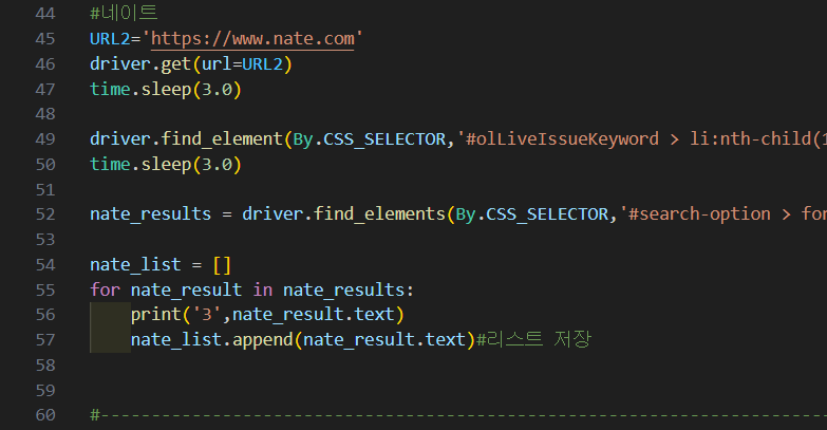 44 #네이트
45 URL2='https://www.nate.com'
46 driver.get(url=URL2)
47 time.sleep(3.0)
48
49 driver.find_element(By.CSS_SELECTOR,'#olLiveIssueKeyword > li:nth-child(1
50 time.sleep(3.0)
51
52 nate_results = driver.find_elements(By.CSS_SELECTOR,'#search-option > for
53
54 nate_list = []
55 for nate_result in nate_results:
56     print('3',nate_result.text)
57     nate_list.append(nate_result.text)#리스트 저장
58
59
60 #-----------------------------------------------------------------------